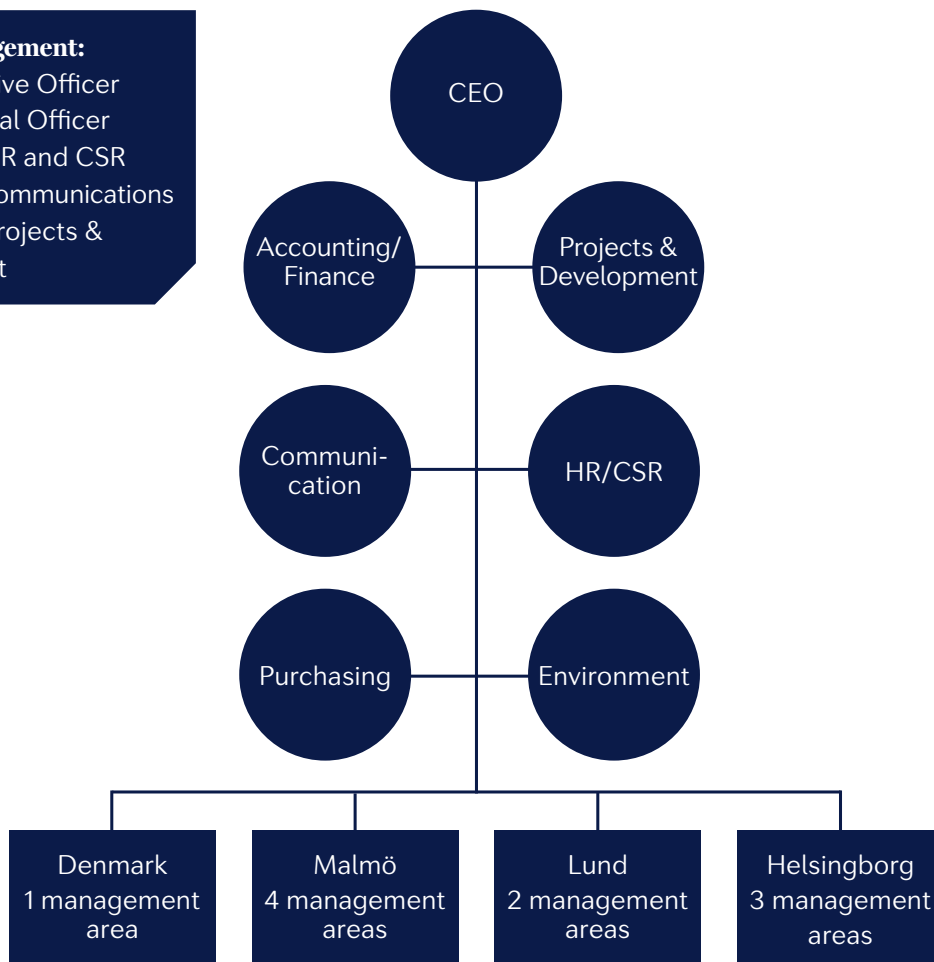 gement:
ive Officer
al Officer
R and CSR
ommunications
rojects &
t
CEO
Accounting/
Finance
Projects &
Development
Communi-
cation
HR/CSR
Purchasing
Environment
Denmark
1 management
area
Malmö
4 management
areas
Lund
2 management
areas
Helsingborg
3 management
areas